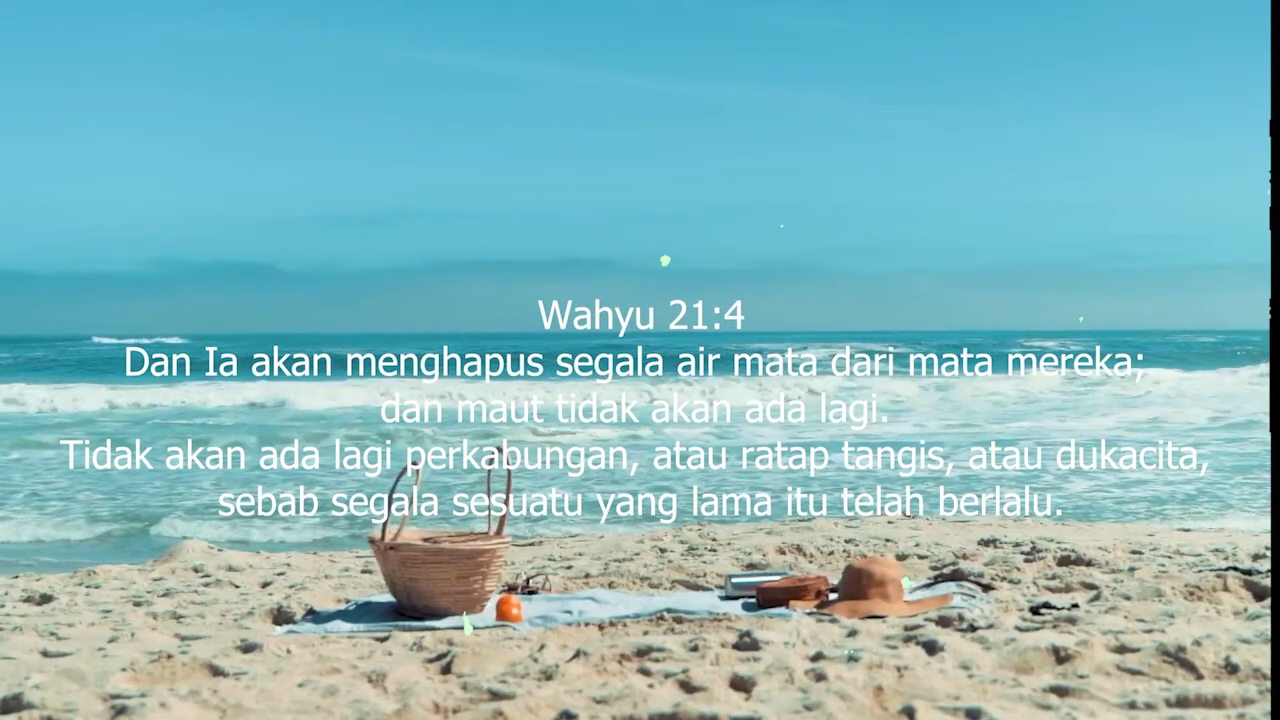 Wahyu 21:4
Dan Ia akan menghapus segala air mata dari mata mereka;
dan maut tidak akan ada lagi.
Tidak akan ada lagi perkabungan, atau ratap tangis, atau dukacita,
sebab segala sesuatu yang lama itu telah berlalu.